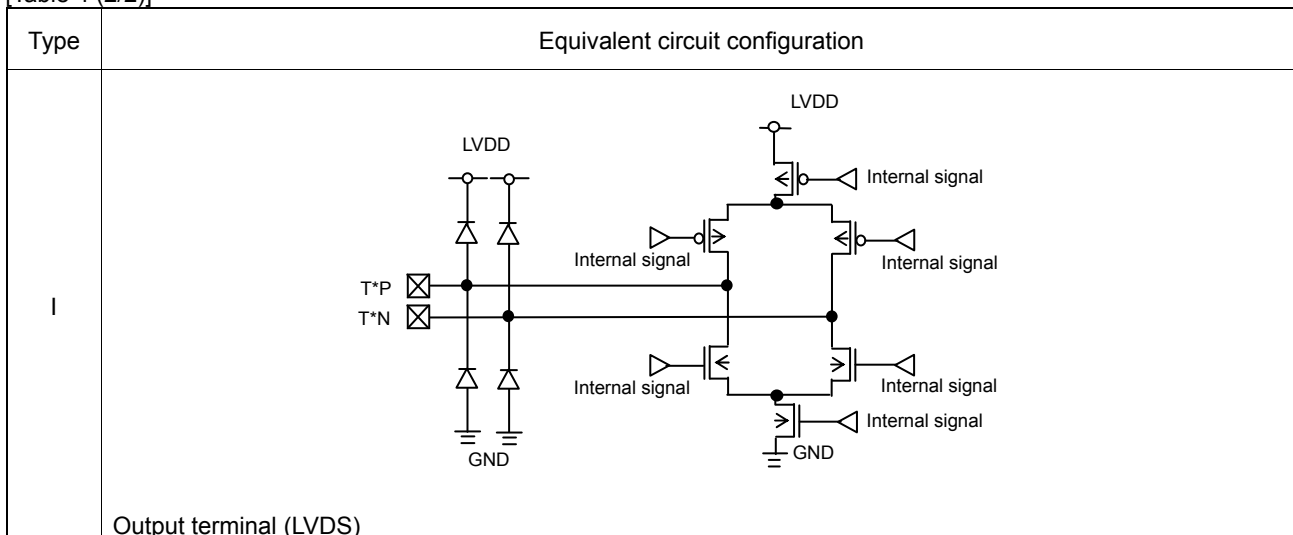 [Table 4 (2/2)]
Type
Equivalent circuit configuration
I
LVDD
LVDD
Internal signal
Internal signal
Internal signal
T*P
T*N
Internal signal
Internal signal
Internal signal
GND
GND
Output terminal (LVDS)